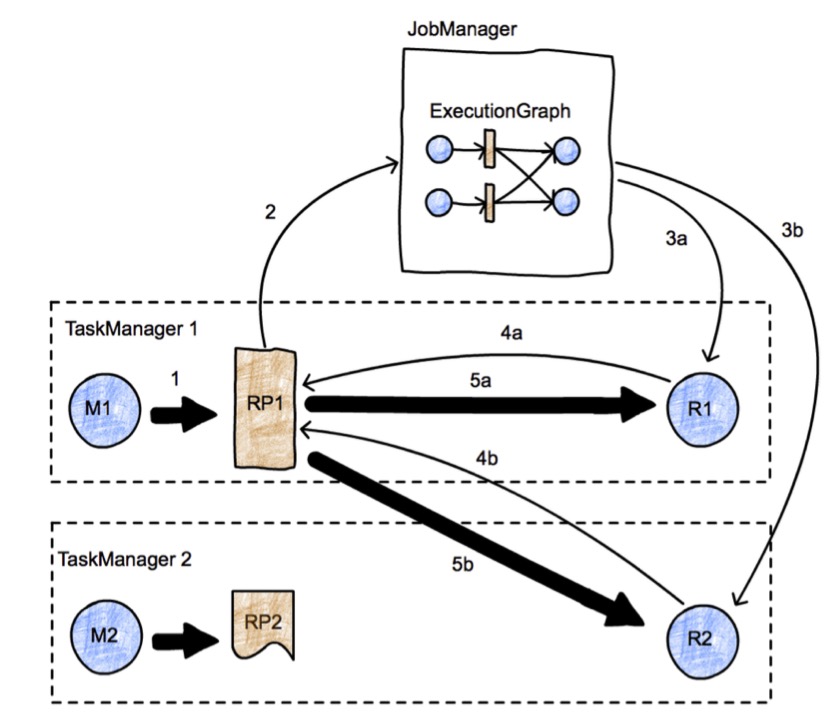 JobManager
ExecutionGraph
2
3a
3b
TaskManager 1
4a
1
5a
M1
RP1
R1
4b
TaskManager 2
5b
M2
RP2
R2